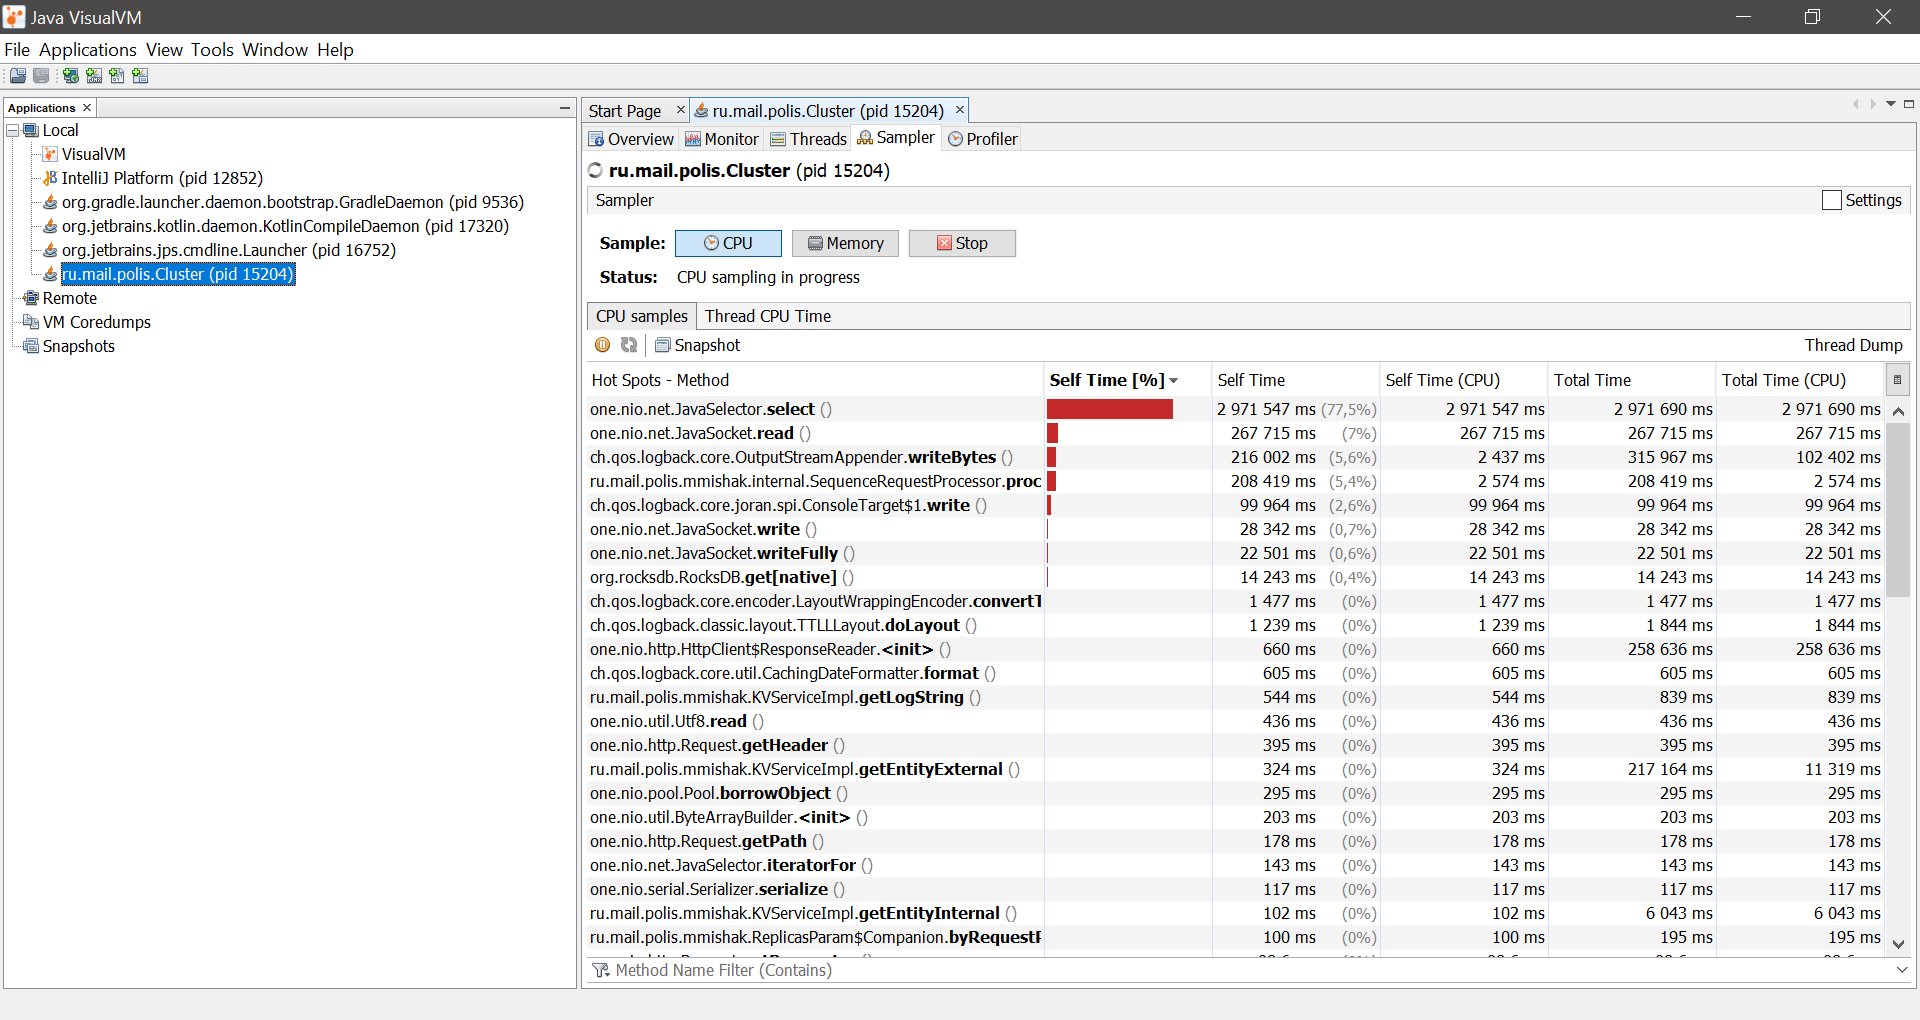 Java VisualVM
File Applications View Tools Window Help
Applications
Local
VisualVM
IntelliJ Platform (pid 12852)
org.gradle.launcher.daemon.bootstrap.GradleDaemon (pid 9536)
org.jetbrains.kotlin.daemon.KotlinCompileDaemon (pid 17320)
org.jetbrains.jps.cmdline.Launcher (pid 16752)
ru.mail.polis.Cluster (pid 15204)
Remote
VM Coredumps
Snapshots
Start Page ru.mail.polis.Cluster (pid 15204)
Overview Monitor Threads Sampler Profiler
ru.mail.polis.Cluster (pid 15204)
Sampler Settings
Sample: CPU Memory Stop
Status: CPU sampling in progress
CPU samples Thread CPU Time
Snapshot Thread Dump
Hot Spots - Method Self Time [%] Self Time Self Time (CPU) Total Time Total Time (CPU)
one.nio.net.JavaSelector.select () 2 971 547 ms (77,5%) 2 971 547 ms 2 971 690 ms 2 971 690 ms
one.nio.net.JavaSocket.read () 267 715 ms (7%) 267 715 ms 267 715 ms 267 715 ms
ch.qos.logback.core.OutputStreamAppender.writeBytes () 216 002 ms (5,6%) 2 437 ms 315 967 ms 102 402 ms
ru.mail.polis.mmishak.internal.SequenceRequestProcessor.proc 208 419 ms (5,4%) 2 574 ms 208 419 ms 2 574 ms
ch.qos.logback.core.joran.spi.ConsoleTarget$1.write () 99 964 ms (2,6%) 99 964 ms 99 964 ms 99 964 ms
one.nio.net.JavaSocket.write () 28 342 ms (0,7%) 28 342 ms 28 342 ms 28 342 ms
one.nio.net.JavaSocket.writeFully () 22 501 ms (0,6%) 22 501 ms 22 501 ms 22 501 ms
org.rocksdb.RocksDB.get[native] () 14 243 ms (0,4%) 14 243 ms 14 243 ms 14 243 ms
ch.qos.logback.core.encoder.LayoutWrappingEncoder.convertT 1 477 ms (0%) 1 477 ms 1 477 ms 1 477 ms
ch.qos.logback.classic.layout.TTLLLayout.doLayout () 1 239 ms (0%) 1 239 ms 1 844 ms 1 844 ms
one.nio.http.HttpClient$ResponseReader.<init> () 660 ms (0%) 660 ms 258 636 ms 258 636 ms
ch.qos.logback.core.util.CachingDateFormatter.format () 605 ms (0%) 605 ms 605 ms 605 ms
ru.mail.polis.mmishak.KVServiceImpl.getLogString () 544 ms (0%) 544 ms 839 ms 839 ms
one.nio.util.Utf8.read () 436 ms (0%) 436 ms 436 ms 436 ms
one.nio.http.Request.getHeader () 395 ms (0%) 395 ms 395 ms 395 ms
ru.mail.polis.mmishak.KVServiceImpl.getEntityExternal () 324 ms (0%) 324 ms 217 164 ms 11 319 ms
one.nio.pool.Pool.borrowObject () 295 ms (0%) 295 ms 295 ms 295 ms
one.nio.util.ByteArrayBuilder.<init> () 203 ms (0%) 203 ms 203 ms 203 ms
one.nio.http.Request.getPath () 178 ms (0%) 178 ms 178 ms 178 ms
one.nio.net.JavaSelector.iteratorFor () 143 ms (0%) 143 ms 143 ms 143 ms
one.nio.serial.Serializer.serialize () 117 ms (0%) 117 ms 117 ms 117 ms
ru.mail.polis.mmishak.KVServiceImpl.getEntityInternal () 102 ms (0%) 102 ms 6 043 ms 6 043 ms
ru.mail.polis.mmishak.ReplicasParam$Companion.byRequestP 100 ms (0%) 100 ms 195 ms 195 ms
Method Name Filter (Contains)